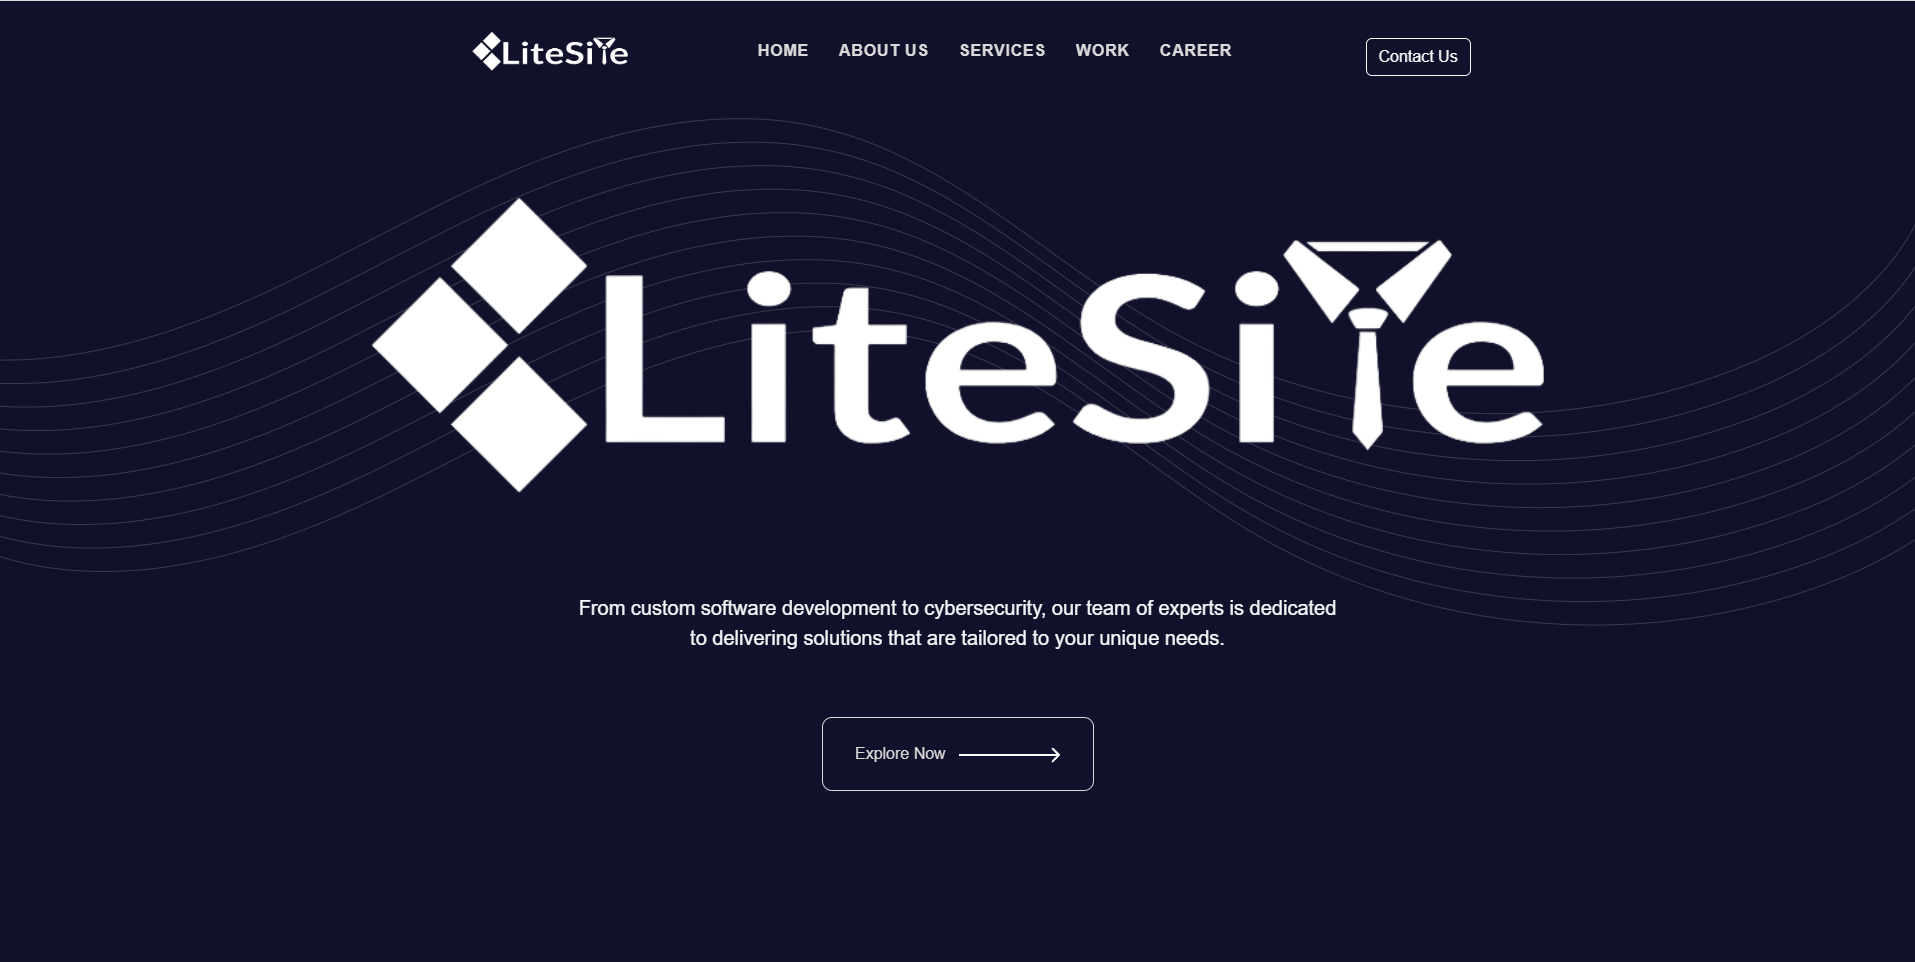 LiteSite
HOME
ABOUT US
SERVICES
WORK
CAREER
Contact Us
LiteSite
From custom software development to cybersecurity, our team of experts is dedicated
to delivering solutions that are tailored to your unique needs.
Explore Now